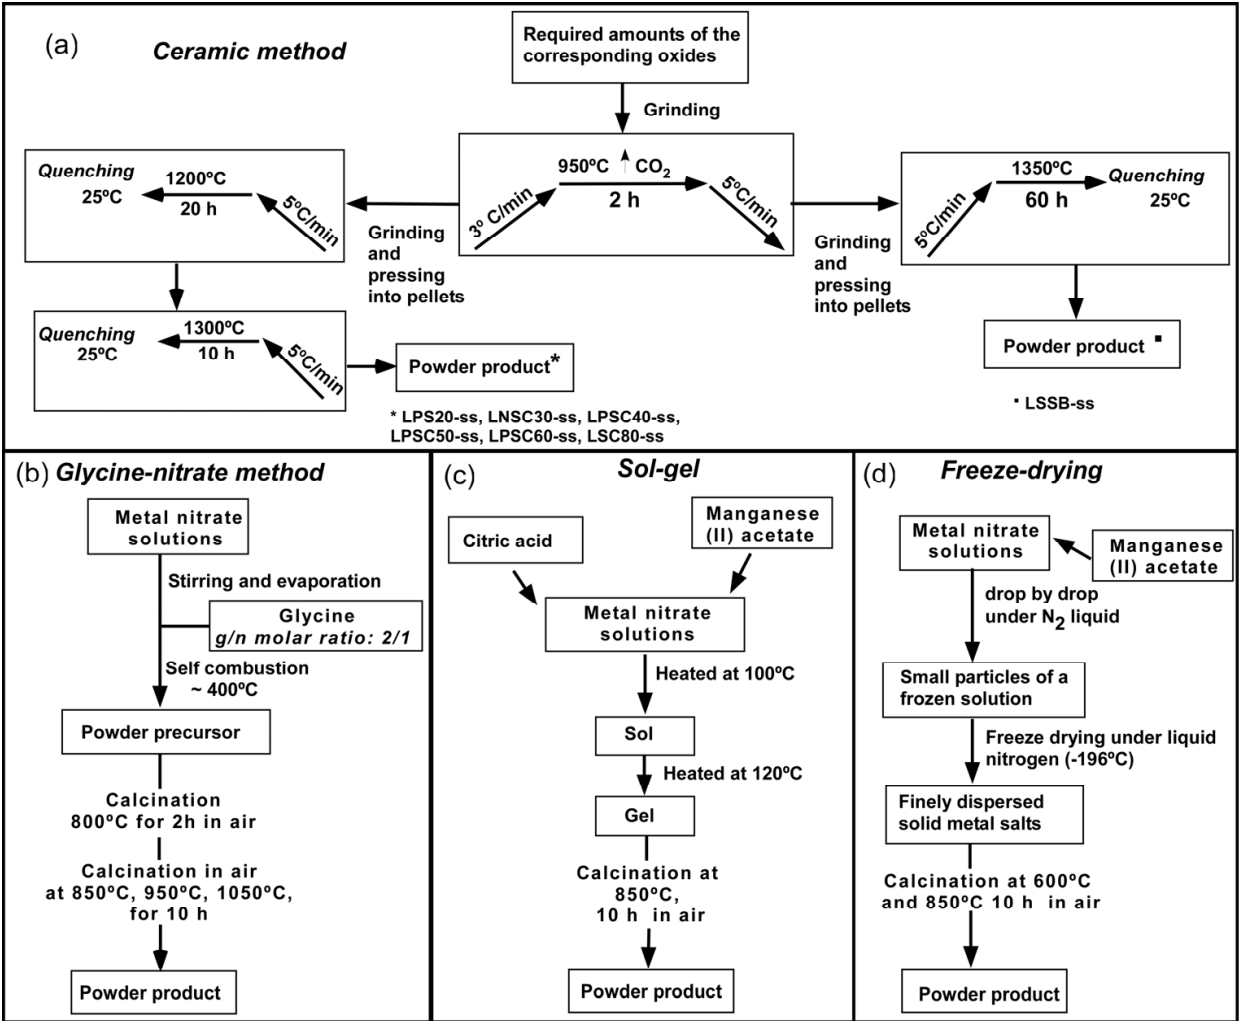 (a)
Ceramic method
Required amounts of the
corresponding oxides
Grinding
950ºC
CO2
3º C/min
2 h
5ºC/min
Quenching
25ºC
1200ºC
20 h
5ºC/min
Grinding
and
pressing
into pellets
Grinding
and
pressing
into pellets
5ºC/min
1350ºC
60 h
Quenching
25ºC
Quenching
25ºC
1300ºC
10 h
5ºC/min
Powder product*
* LPS20-ss, LNSC30-ss, LPSC40-ss,
LPSC50-ss, LPSC60-ss, LSC80-ss
Powder product ▪
▪ LSSB-ss
(b) Glycine-nitrate method
Metal nitrate
solutions
Stirring and evaporation
Glycine
g/n molar ratio: 2/1
Self combustion
~ 400ºC
Powder precursor
Calcination
800ºC for 2h in air
Calcination in air
at 850ºC, 950ºC, 1050ºC,
for 10 h
Powder product
(c)
Sol-gel
Citric acid
Manganese
(II) acetate
Metal nitrate
solutions
Heated at 100ºC
Sol
Heated at 120ºC
Gel
Calcination at
850ºC,
10 h in air
Powder product
(d)
Freeze-drying
Metal nitrate
solutions
Manganese
(II) acetate
drop by drop
under N2 liquid
Small particles of a
frozen solution
Freeze drying under liquid
nitrogen (-196ºC)
Finely dispersed
solid metal salts
Calcination at 600ºC
and 850ºC 10 h in air
Powder product